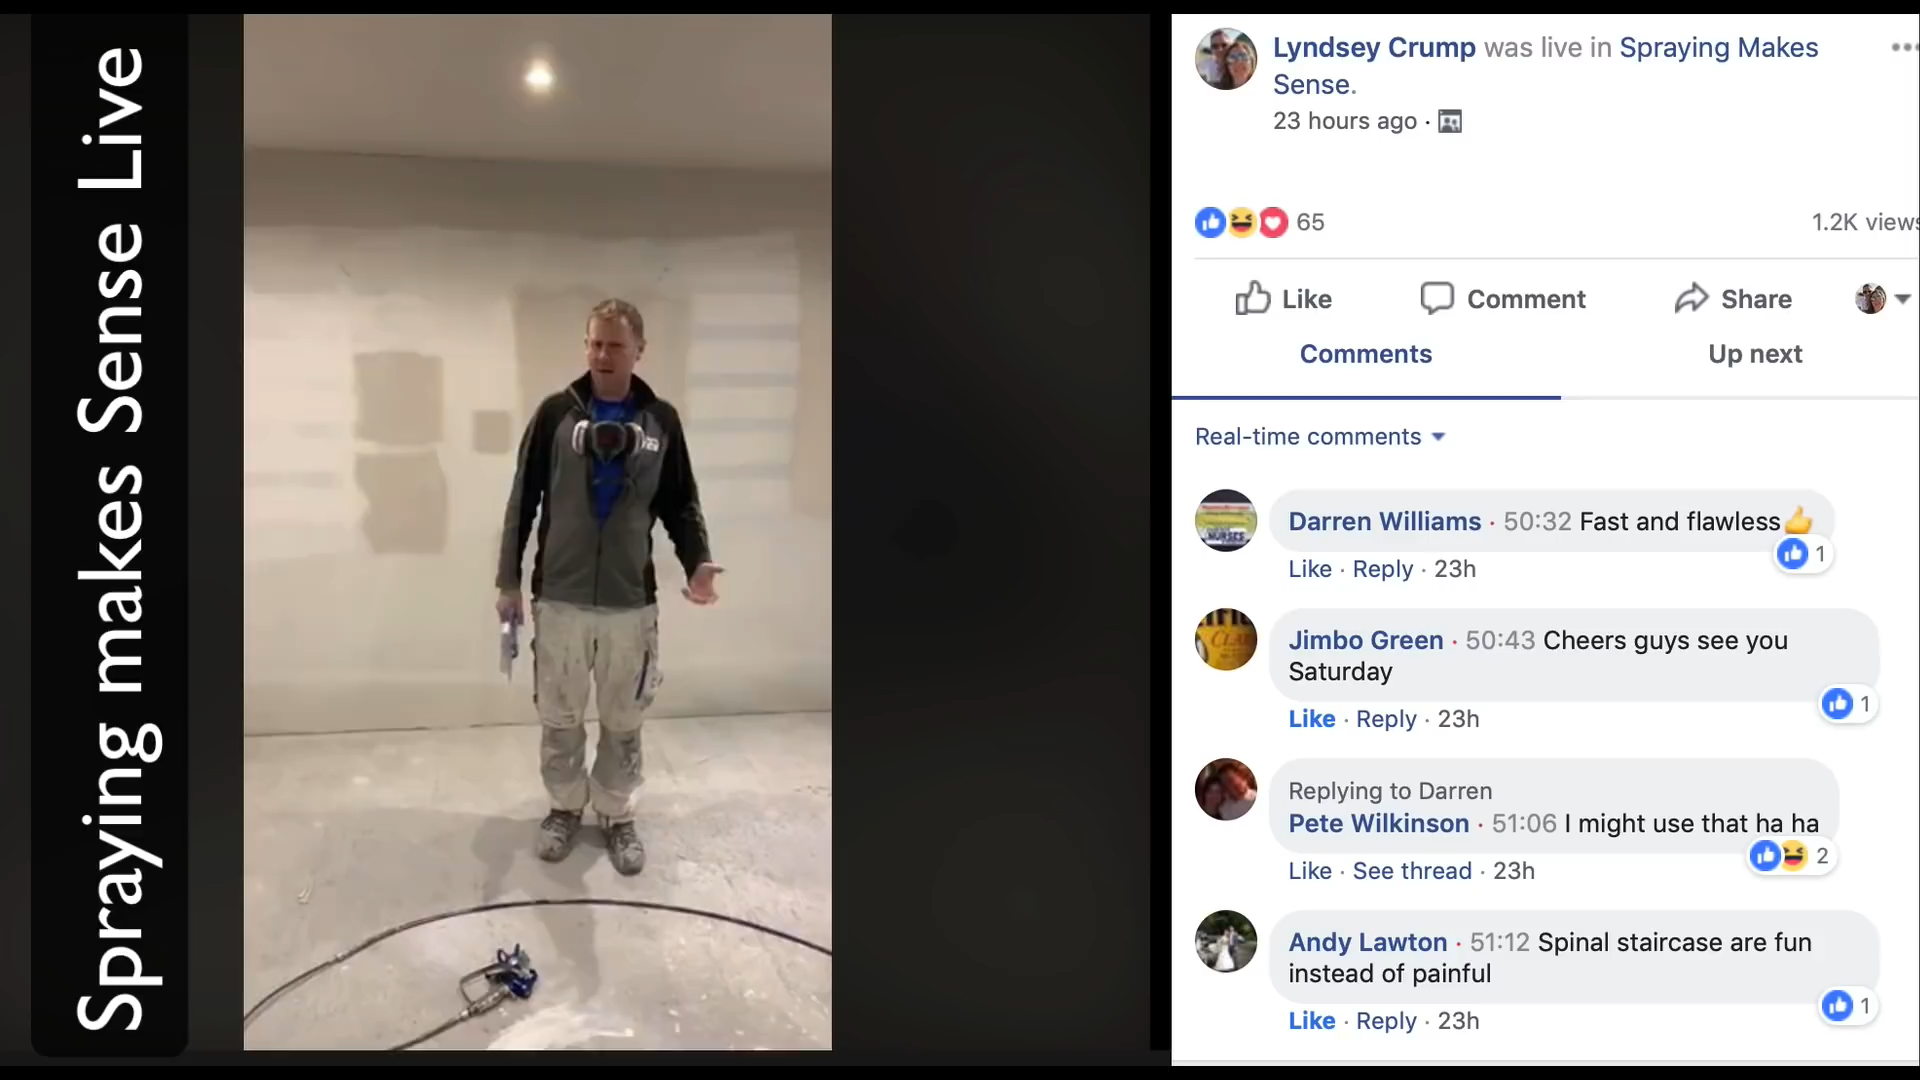 Spraying makes Sense Live
Lyndsey Crump was live in Spraying Makes
Sense.
23 hours ago ·
65
1.2K views
Like
Comment
Share
Comments
Up next
Real-time comments
Darren Williams · 50:32 Fast and flawless👍
1
Like · Reply · 23h
Jimbo Green · 50:43 Cheers guys see you
Saturday
1
Like · Reply · 23h
Replying to Darren
Pete Wilkinson · 51:06 I might use that ha ha
2
Like · See thread · 23h
Andy Lawton · 51:12 Spinal staircase are fun
instead of painful
1
Like · Reply · 23h